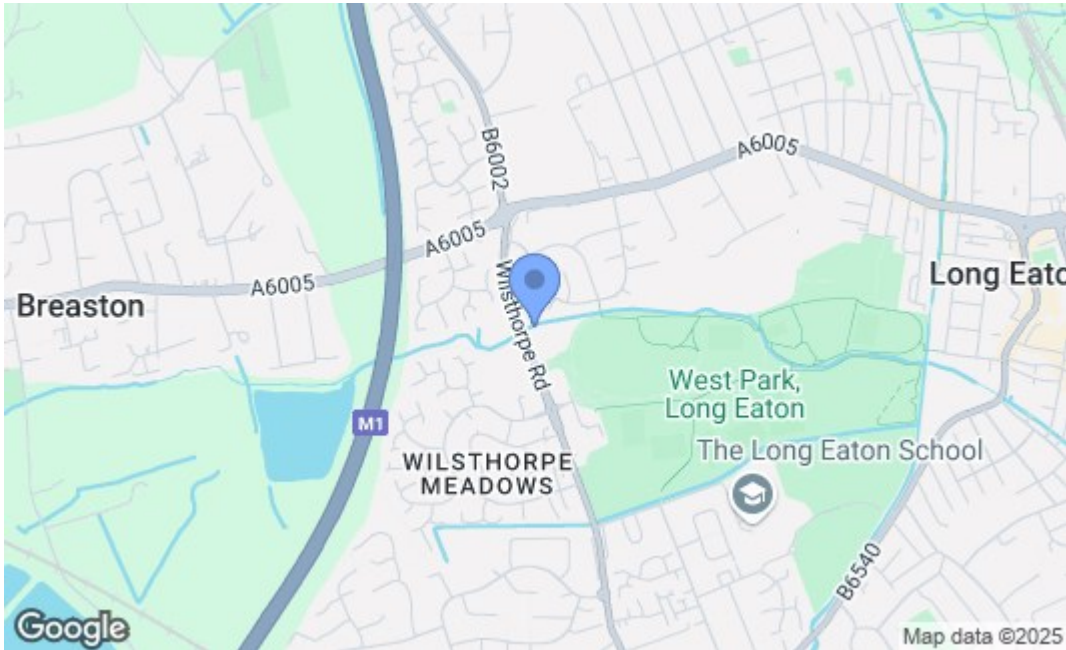 B6002
A6005
A6005
A6005
Breaston
Wilsthorpe Rd
Long Eato
West Park,
Long Eaton
M1
The Long Eaton School
WILSTHORPE
MEADOWS
B6540
Google
Map data ©2025